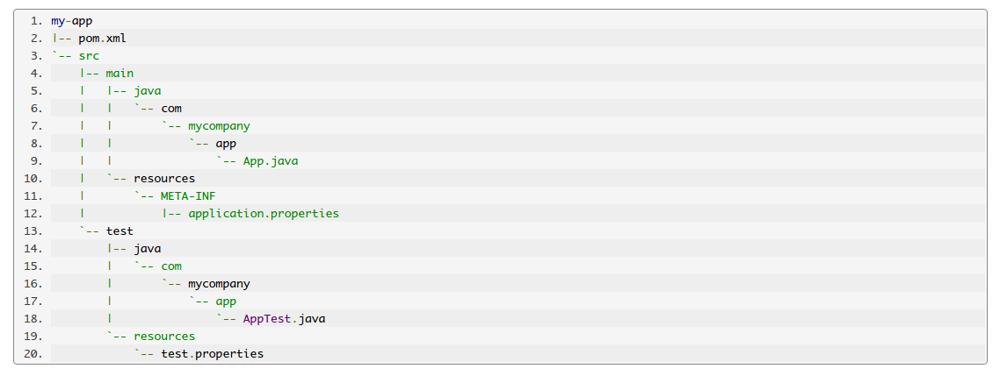 1. my-app
2. |-- pom.xml
3. `-- src
4.     |-- main
5.     |   |-- java
6.     |   |   `-- com
7.     |   |       `-- mycompany
8.     |   |           `-- app
9.     |   |               `-- App.java
10.     |   `-- resources
11.     |       `-- META-INF
12.     |           |-- application.properties
13.     `-- test
14.         |-- java
15.         |   `-- com
16.         |       `-- mycompany
17.         |           `-- app
18.         |               `-- AppTest.java
19.         `-- resources
20.             `-- test.properties